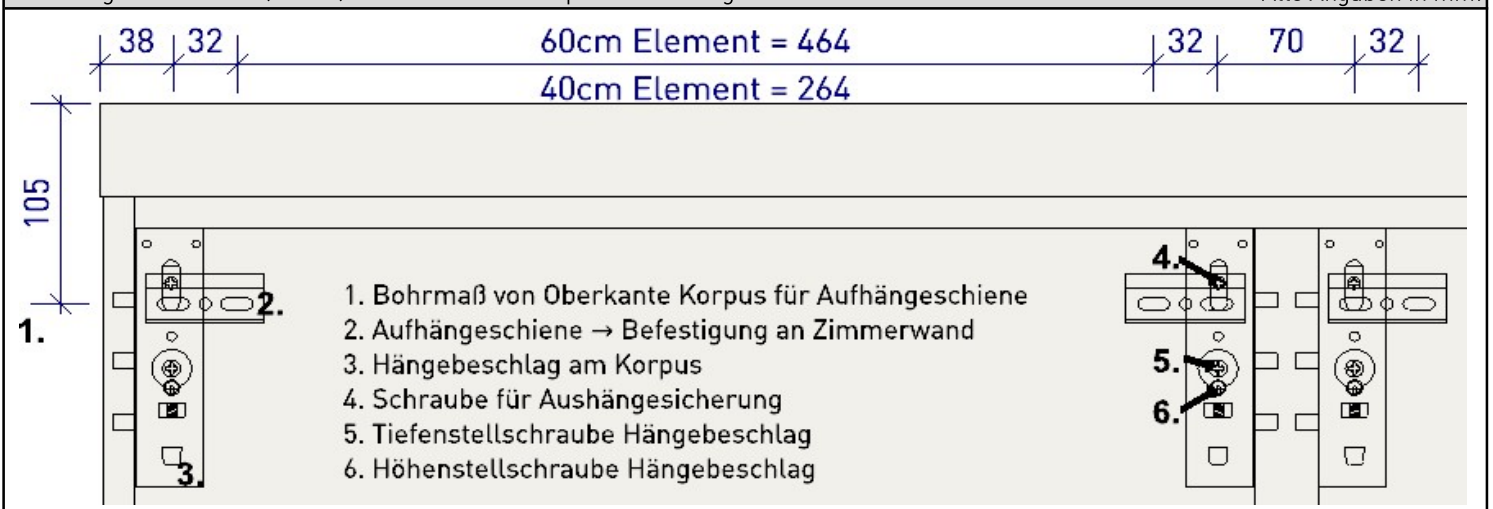 38 32 60cm Element = 464 32 70 32
40cm Element = 264
105
1.
2.
3.
4.
5.
6.
1. Bohrmaß von Oberkante Korpus für Aufhängeschiene
2. Aufhängeschiene → Befestigung an Zimmerwand
3. Hängebeschlag am Korpus
4. Schraube für Aushängesicherung
5. Tiefenstellschraube Hängebeschlag
6. Höhenstellschraube Hängebeschlag